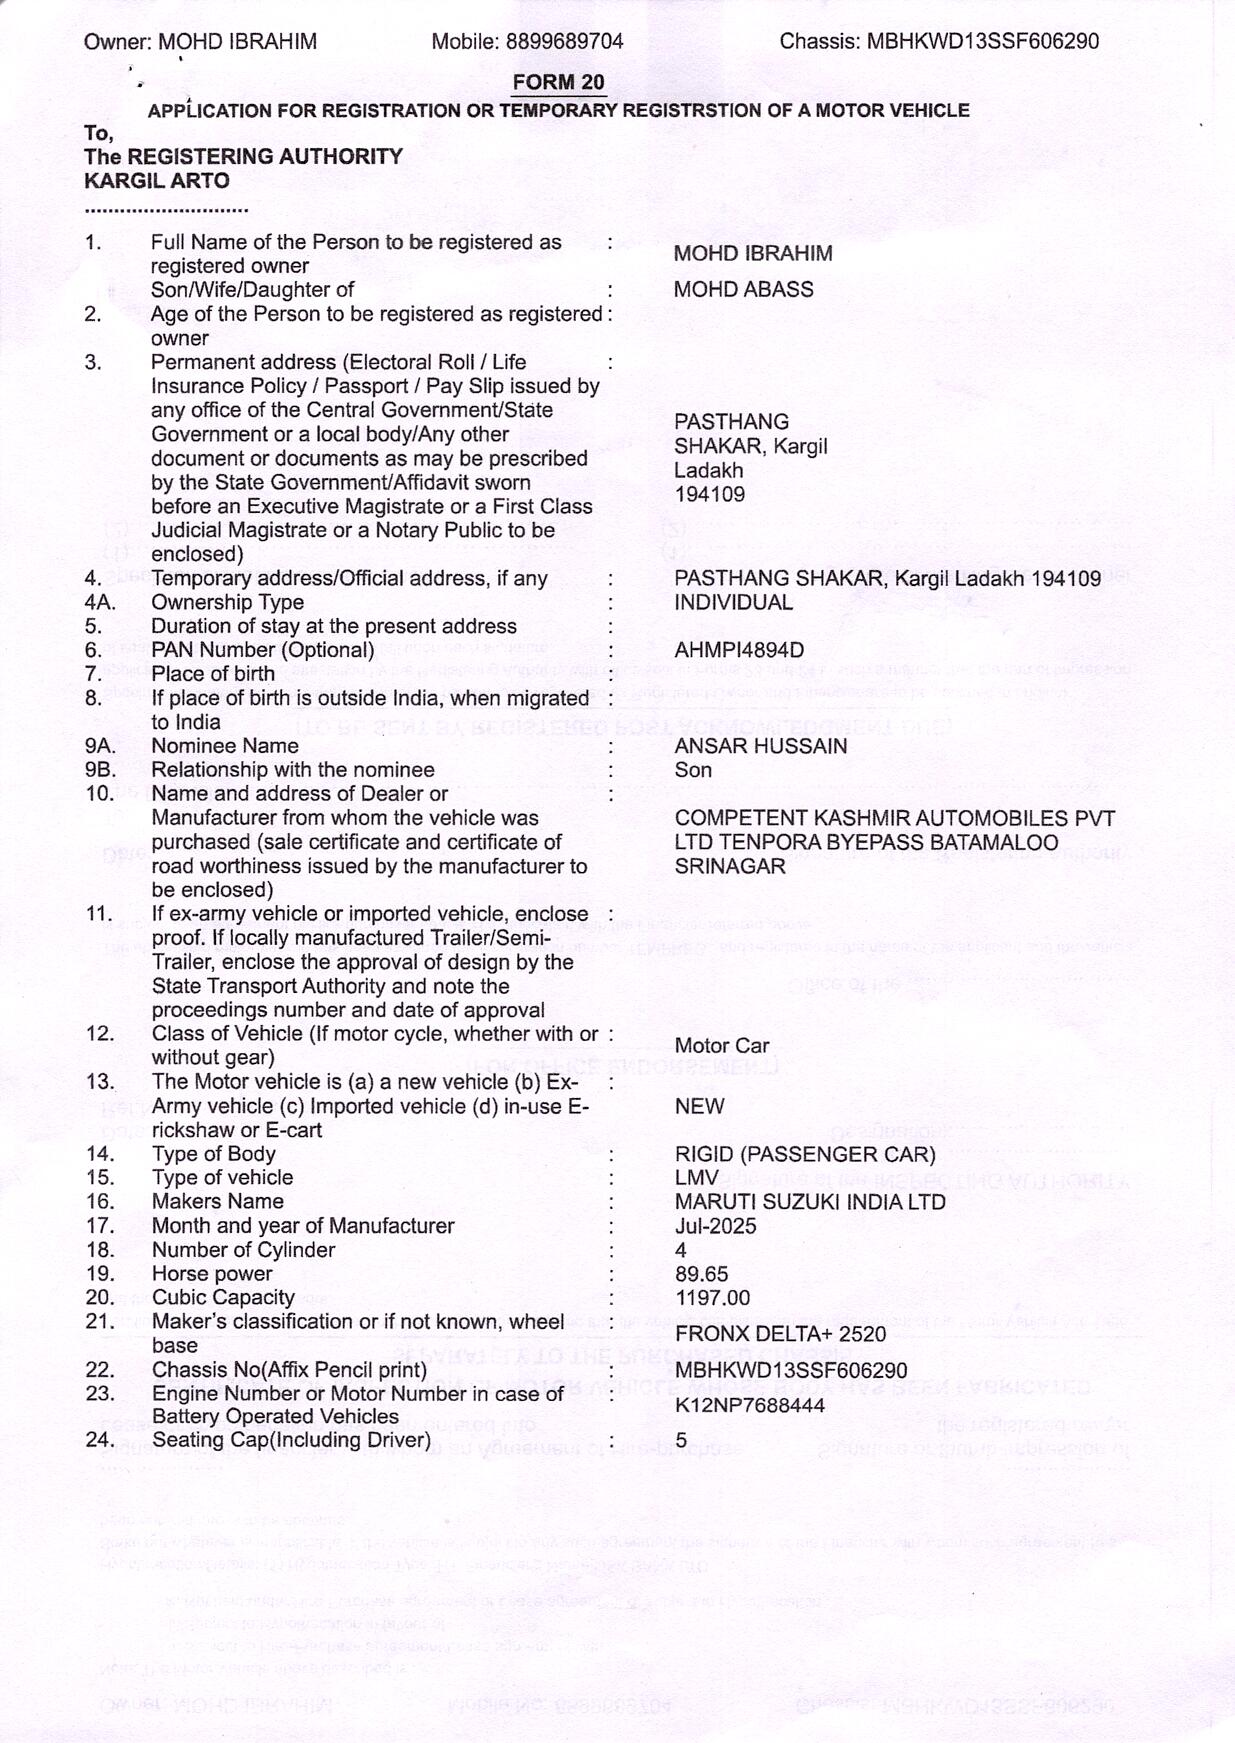 Owner: MOHD IBRAHIM Mobile: 8899689704 Chassis: MBHKWD13SSF606290
FORM 20
APPLICATION FOR REGISTRATION OR TEMPORARY REGISTRSTION OF A MOTOR VEHICLE
To,
The REGISTERING AUTHORITY
KARGIL ARTO
............................
1. Full Name of the Person to be registered as : MOHD IBRAHIM
registered owner
Son/Wife/Daughter of : MOHD ABASS
2. Age of the Person to be registered as registered :
owner
3. Permanent address (Electoral Roll / Life :
Insurance Policy / Passport / Pay Slip issued by
any office of the Central Government/State
Government or a local body/Any other
document or documents as may be prescribed
by the State Government/Affidavit sworn
before an Executive Magistrate or a First Class
Judicial Magistrate or a Notary Public to be
enclosed)
PASTHANG
SHAKAR, Kargil
Ladakh
194109
4. Temporary address/Official address, if any : PASTHANG SHAKAR, Kargil Ladakh 194109
4A. Ownership Type : INDIVIDUAL
5. Duration of stay at the present address :
6. PAN Number (Optional) : AHMPI4894D
7. Place of birth :
8. If place of birth is outside India, when migrated :
to India
9A. Nominee Name : ANSAR HUSSAIN
9B. Relationship with the nominee : Son
10. Name and address of Dealer or :
Manufacturer from whom the vehicle was
purchased (sale certificate and certificate of
road worthiness issued by the manufacturer to
be enclosed)
COMPETENT KASHMIR AUTOMOBILES PVT
LTD TENPORA BYEPASS BATAMALOO
SRINAGAR
11. If ex-army vehicle or imported vehicle, enclose :
proof. If locally manufactured Trailer/Semi-
Trailer, enclose the approval of design by the
State Transport Authority and note the
proceedings number and date of approval
12. Class of Vehicle (If motor cycle, whether with or :
without gear) Motor Car
13. The Motor vehicle is (a) a new vehicle (b) Ex- :
Army vehicle (c) Imported vehicle (d) in-use E- NEW
rickshaw or E-cart
14. Type of Body : RIGID (PASSENGER CAR)
15. Type of vehicle : LMV
16. Makers Name : MARUTI SUZUKI INDIA LTD
17. Month and year of Manufacturer : Jul-2025
18. Number of Cylinder : 4
19. Horse power : 89.65
20. Cubic Capacity : 1197.00
21. Maker's classification or if not known, wheel :
base FRONX DELTA+ 2520
22. Chassis No(Affix Pencil print) : MBHKWD13SSF606290
23. Engine Number or Motor Number in case of : K12NP7688444
Battery Operated Vehicles
24. Seating Cap(Including Driver) : 5